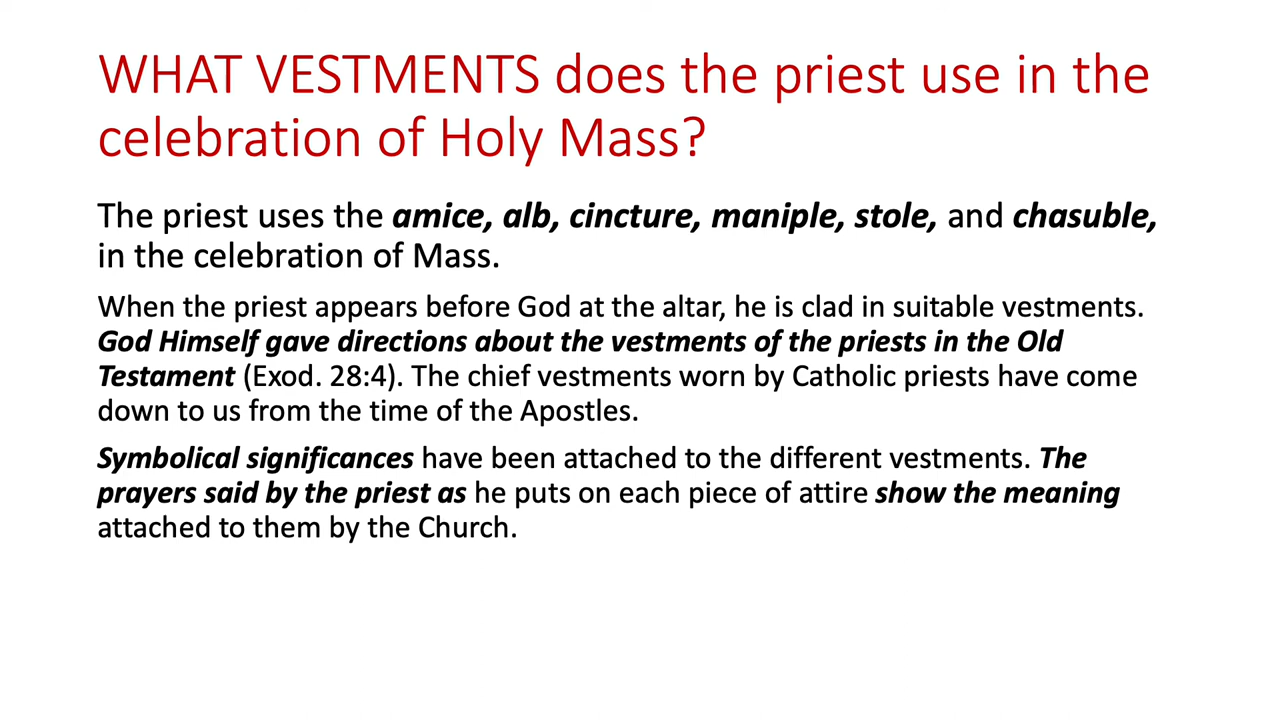 WHAT VESTMENTS does the priest use in the
celebration of Holy Mass?
The priest uses the amice, alb, cincture, maniple, stole, and chasuble,
in the celebration of Mass.
When the priest appears before God at the altar, he is clad in suitable vestments.
God Himself gave directions about the vestments of the priests in the Old
Testament (Exod. 28:4). The chief vestments worn by Catholic priests have come
down to us from the time of the Apostles.
Symbolical significances have been attached to the different vestments. The
prayers said by the priest as he puts on each piece of attire show the meaning
attached to them by the Church.